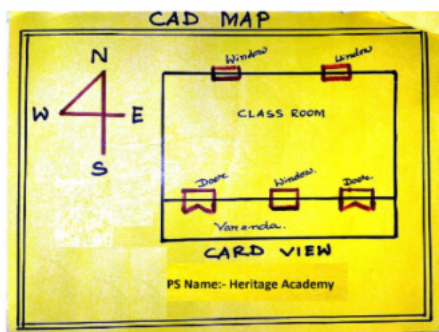 CAD MAP
N
Window Window
W E
CLASS ROOM
S
Door. Window. Door.
Varenda.
CARD VIEW
PS Name:- Heritage Academy